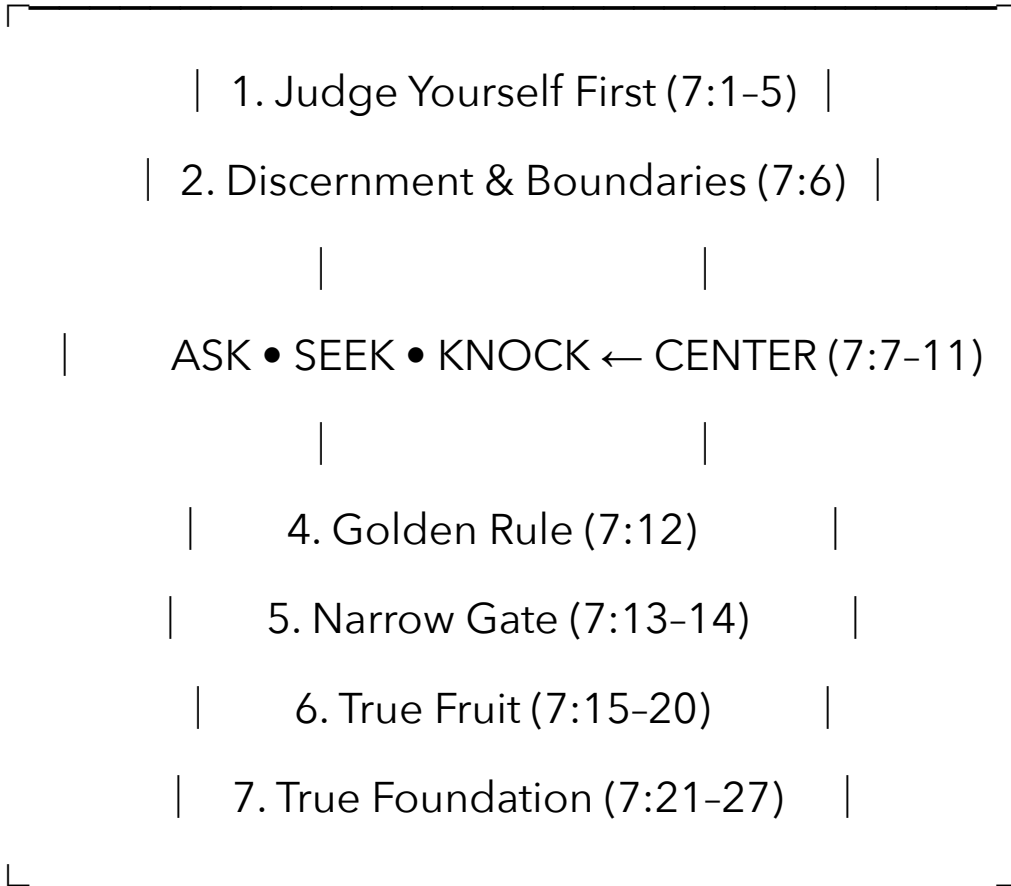 | 1. Judge Yourself First (7:1–5) |
| 2. Discernment & Boundaries (7:6) |
| |
| ASK • SEEK • KNOCK ← CENTER (7:7–11)
| |
| 4. Golden Rule (7:12) |
| 5. Narrow Gate (7:13–14) |
| 6. True Fruit (7:15–20) |
| 7. True Foundation (7:21–27) |